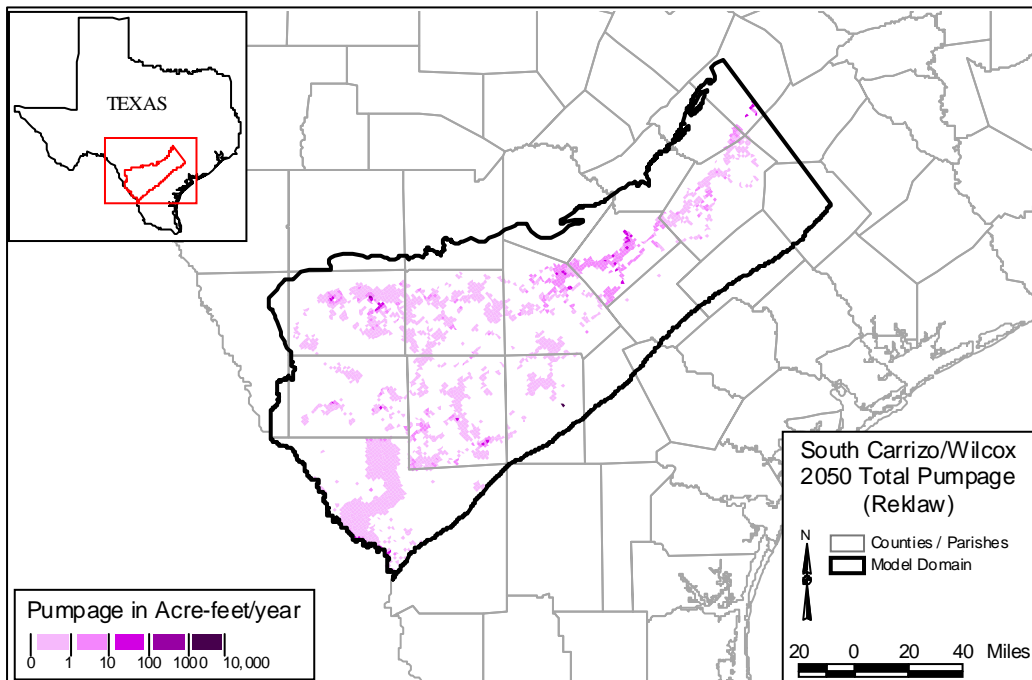 TEXAS
South Carrizo/Wilcox
2050 Total Pumpage
(Reklaw)
N
Counties / Parishes
Model Domain
Pumpage in Acre-feet/year
0 1 10 100 1000 10,000
20 0 20 40 Miles